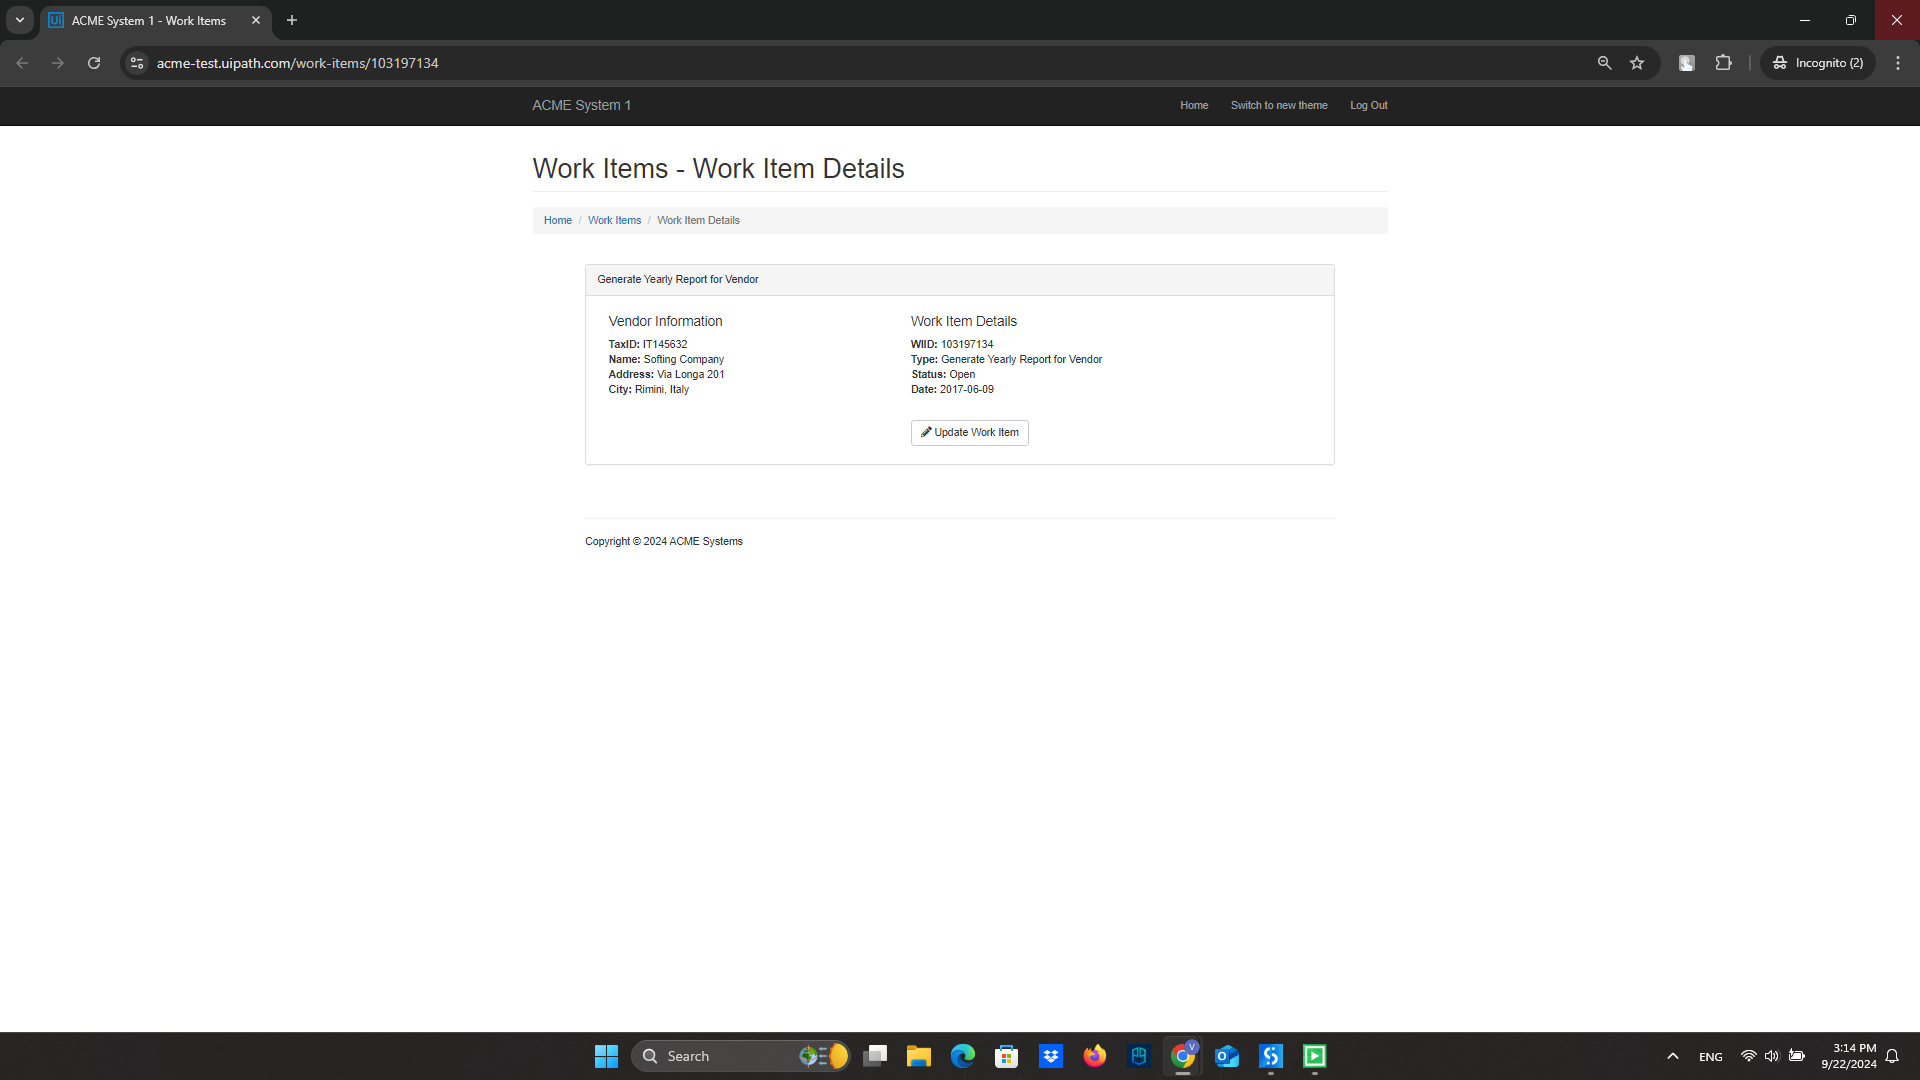 ACME System 1 - Work Items
acme-test.uipath.com/work-items/103197134
Incognito (2)
ACME System 1
Home
Switch to new theme
Log Out
Work Items - Work Item Details
Home / Work Items / Work Item Details
Generate Yearly Report for Vendor
Vendor Information
TaxID: IT145632
Name: Softing Company
Address: Via Longa 201
City: Rimini, Italy
Work Item Details
WIID: 103197134
Type: Generate Yearly Report for Vendor
Status: Open
Date: 2017-06-09
Update Work Item
Copyright © 2024 ACME Systems
Search
ENG
3:14 PM
9/22/2024